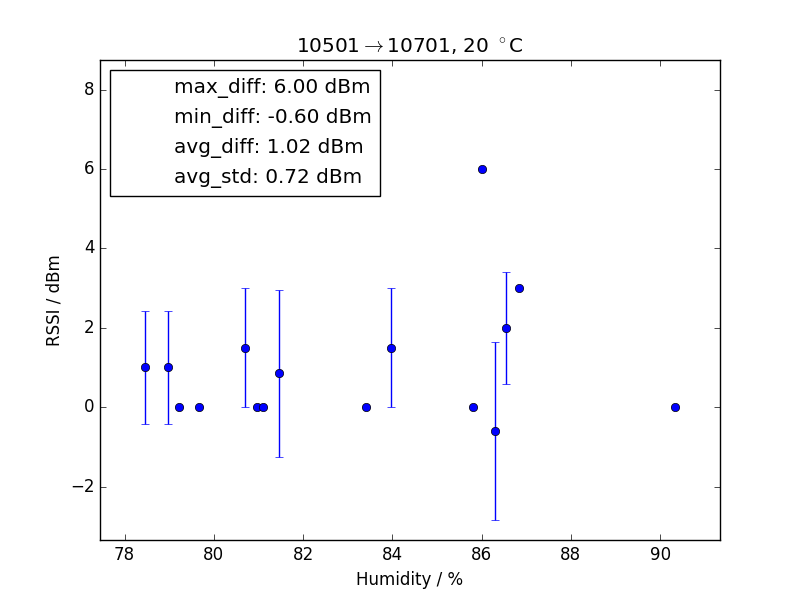 10501→10701, 20 °C
max_diff: 6.00 dBm
min_diff: -0.60 dBm
avg_diff: 1.02 dBm
avg_std: 0.72 dBm
RSSI / dBm
8
6
4
2
0
−2
78 80 82 84 86 88 90
Humidity / %